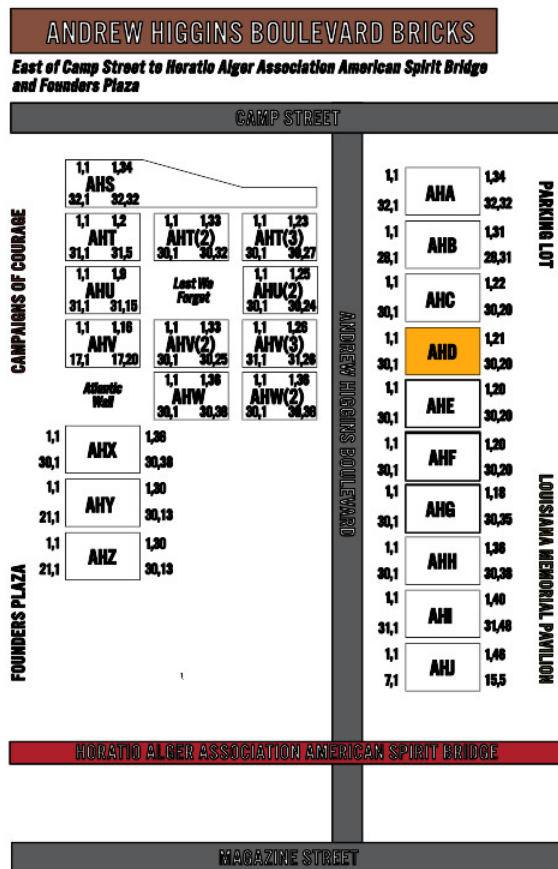 ANDREW HIGGINS BOULEVARD BRICKS
East of Camp Street to Horatio Alger Association American Spirit Bridge
and Founders Plaza
CAMP STREET
1,1 1,34
AHS
32,1 32,32
1,1 1,2
AHT
31,1 31,5
1,1 1,33
AHT(2)
30,1 30,32
1,1 1,23
AHT(3)
30,1 30,27
1,1 1,9
AHU
31,1 31,15
Lest We
Forget
1,1 1,25
AHU(2)
30,1 30,24
1,1 1,16
AHV
17,1 17,20
1,1 1,33
AHV(2)
30,1 30,25
1,1 1,26
AHV(3)
31,1 31,26
Atlantic
Wall
1,1 1,36
AHW
30,1 30,38
1,1 1,36
AHW(2)
30,1 30,38
1,1 1,36
AHX
30,1 30,38
1,1 1,30
AHY
21,1 30,13
1,1 1,30
AHZ
21,1 30,13
CAMPAIGNS OF COURAGE
FOUNDERS PLAZA
ANDREW HIGGINS BOULEVARD
1,1 1,34
AHA
32,1 32,32
1,1 1,31
AHB
28,1 28,31
1,1 1,22
AHC
30,1 30,20
1,1 1,21
AHD
30,1 30,20
1,1 1,20
AHE
30,1 30,20
1,1 1,20
AHF
30,1 30,20
1,1 1,18
AHG
30,1 30,35
1,1 1,36
AHH
30,1 30,38
1,1 1,40
AHI
31,1 31,48
1,1 1,46
AHJ
7,1 15,5
PARKING LOT
LOUISIANA MEMORIAL PAVILION
HORATIO ALGER ASSOCIATION AMERICAN SPIRIT BRIDGE
MAGAZINE STREET